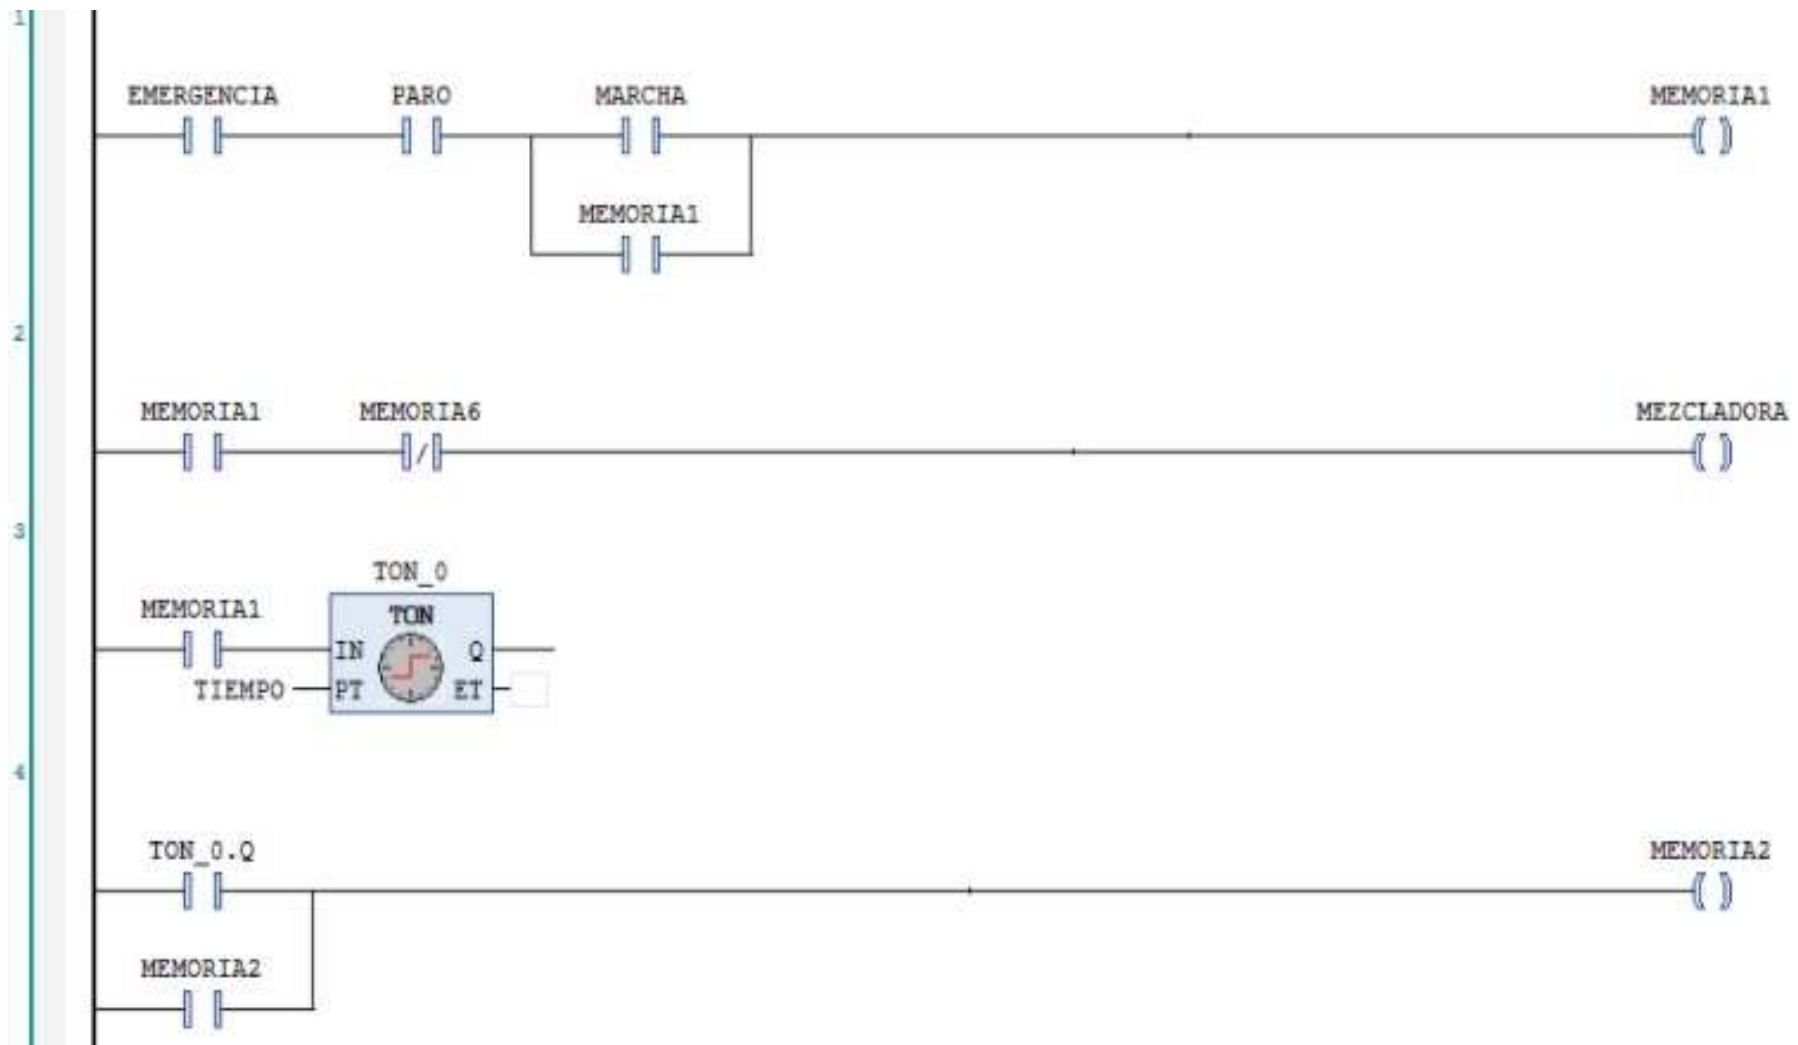 1
EMERGENCIA PARO MARCHA MEMORIA1
MEMORIA1
2
MEMORIA1 MEMORIA6 MEZCLADORA
/
3
TON_0
MEMORIA1 TON
IN Q
TIEMPO PT ET
4
TON_0.Q MEMORIA2
MEMORIA2